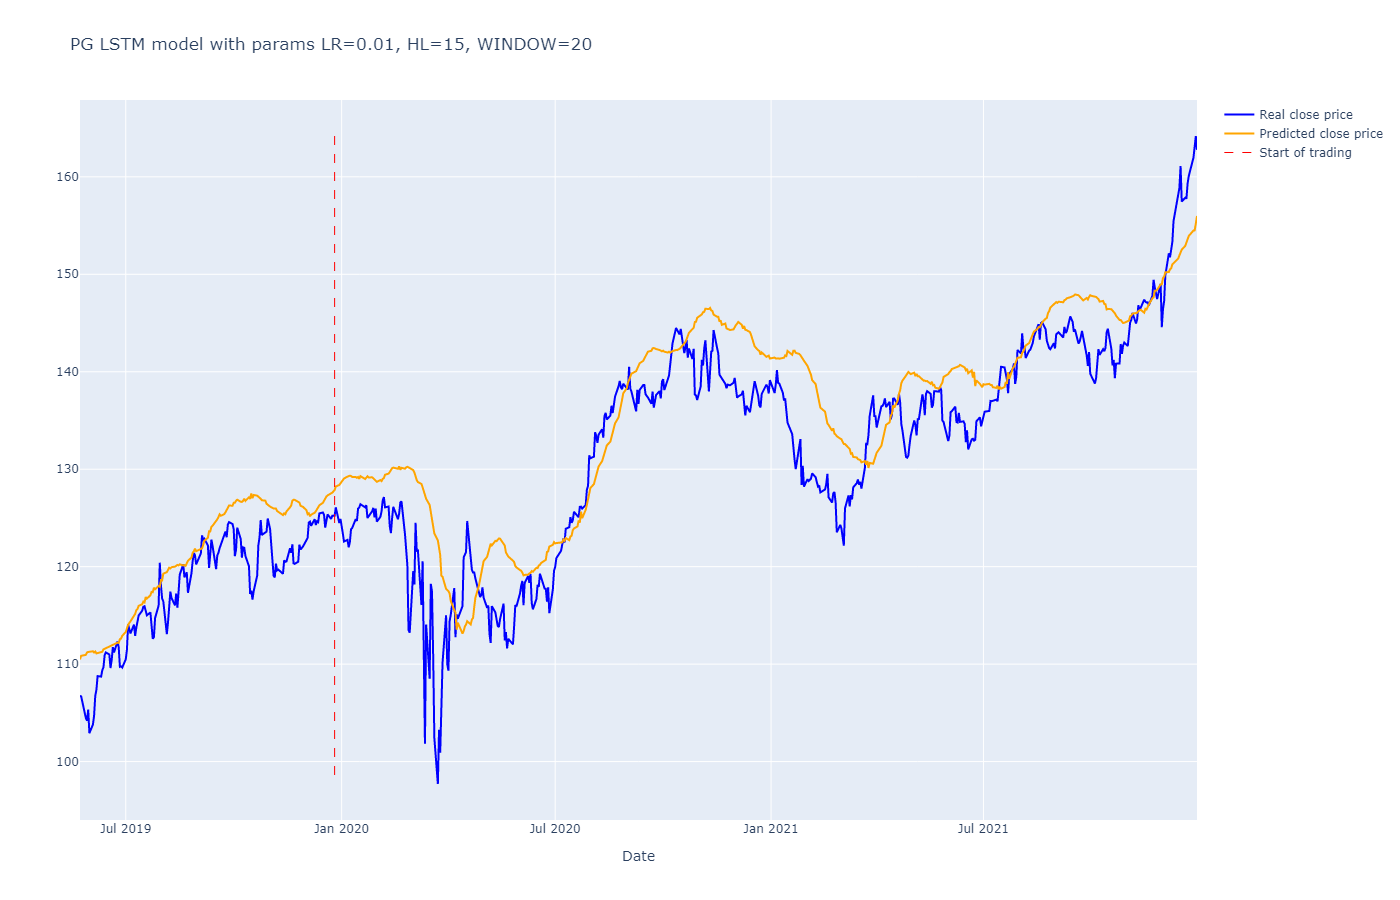 PG LSTM model with params LR=0.01, HL=15, WINDOW=20
Real close price
Predicted close price
Start of trading
160
150
140
130
120
110
100
Jul 2019
Jan 2020
Jul 2020
Jan 2021
Jul 2021
Date